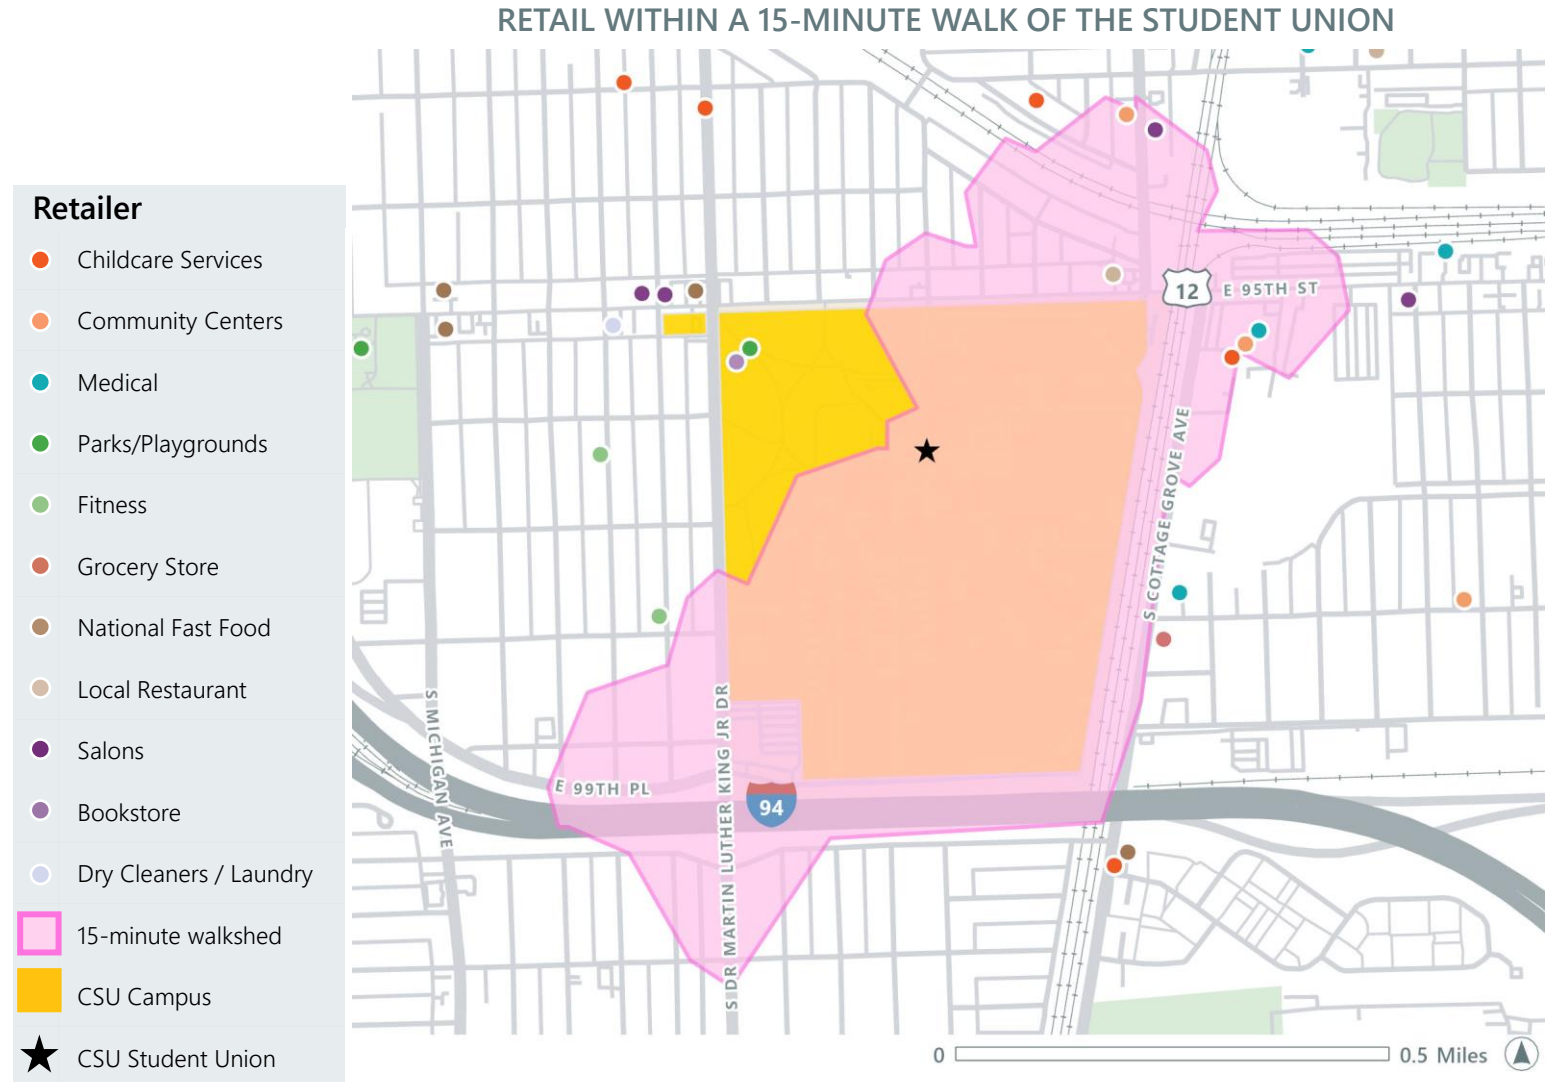 RETAIL WITHIN A 15-MINUTE WALK OF THE STUDENT UNION
Retailer
Childcare Services
Community Centers
Medical
Parks/Playgrounds
Fitness
Grocery Store
National Fast Food
Local Restaurant
Salons
Bookstore
Dry Cleaners / Laundry
15-minute walkshed
CSU Campus
CSU Student Union
12
E 95TH ST
S COTTAGE GROVE AVE
S MICHIGAN AVE
S DR MARTIN LUTHER KING JR DR
E 99TH PL
94
0
0.5 Miles